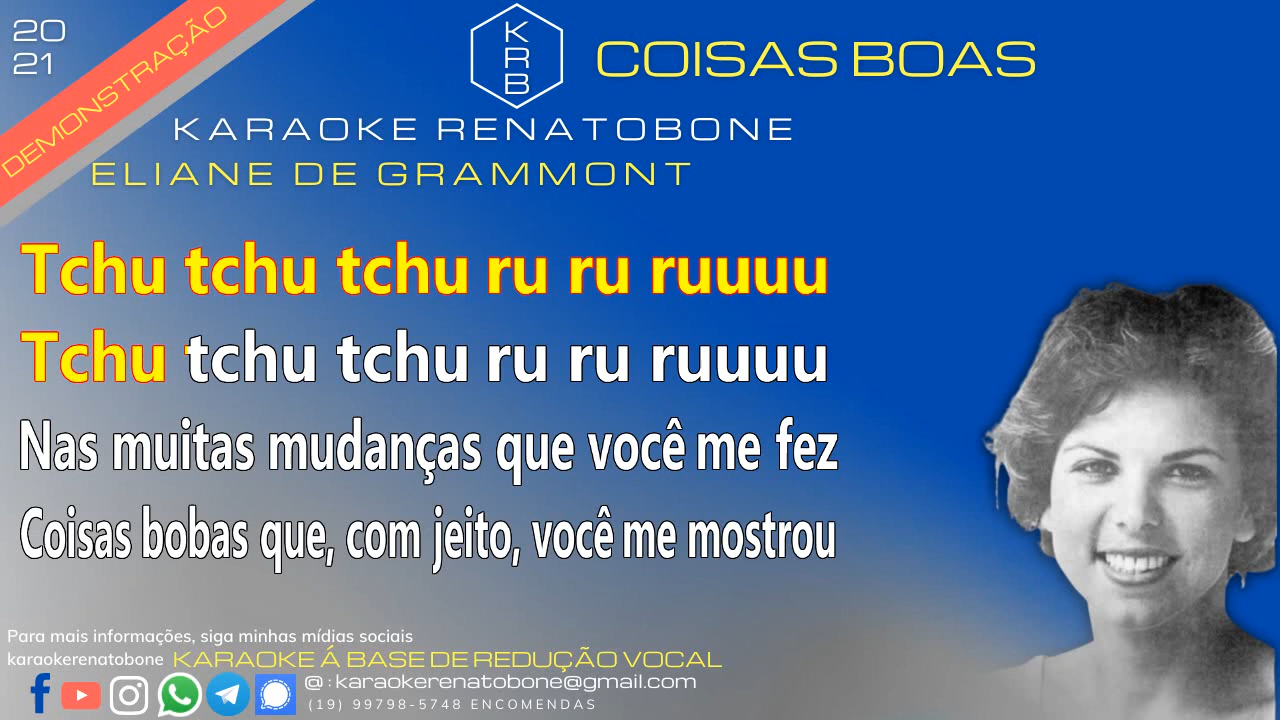 20
21
DEMONSTRAÇÃO
K
R
B
COISAS BOAS
KARAOKE RENATOBONE
ELIANE DE GRAMMONT
Tchu tchu tchu ru ru ruuuu
Tchu tchu tchu ru ru ruuuu
Nas muitas mudanças que você me fez
Coisas bobas que, com jeito, você me mostrou
Para mais informações, siga minhas mídias sociais
karaokerenatobone KARAOKE Á BASE DE REDUÇÃO VOCAL
@:karaokerenatobone@gmail.com
(19) 99798-5748 ENCOMENDAS